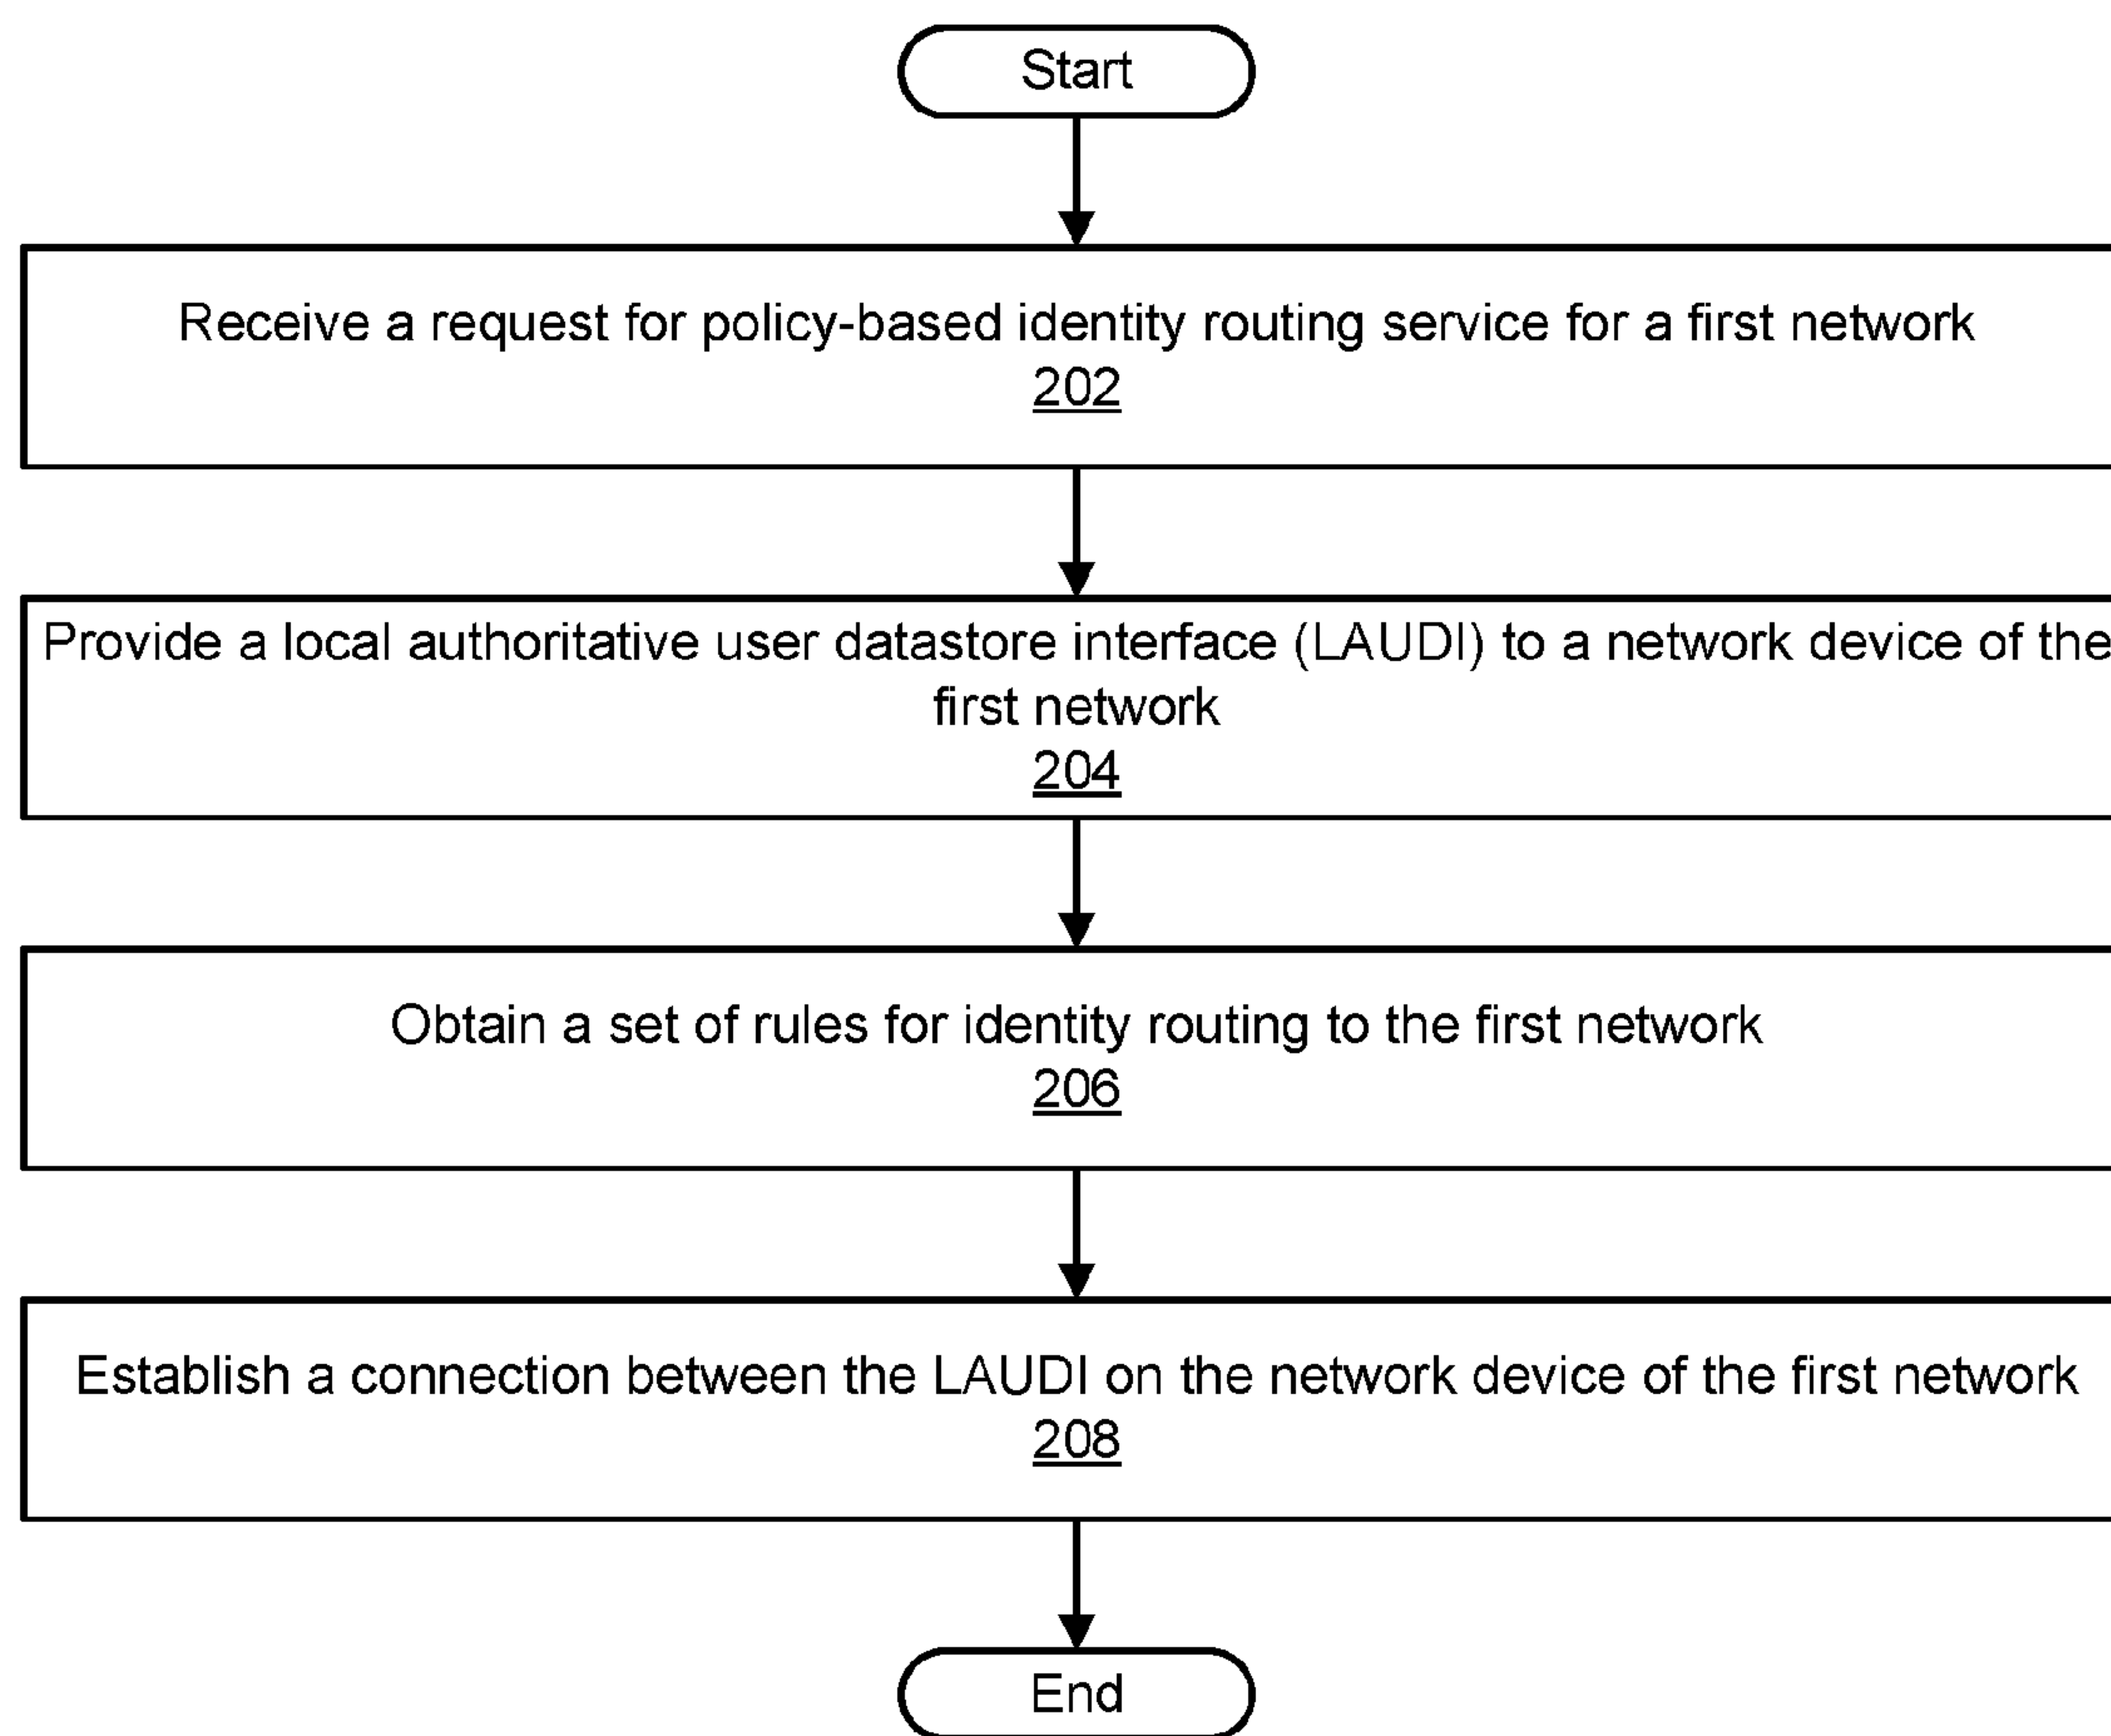 Start
Receive a request for policy-based identity routing service for a first network
202
Provide a local authoritative user datastore interface (LAUDI) to a network device of the
first network
204
Obtain a set of rules for identity routing to the first network
206
Establish a connection between the LAUDI on the network device of the first network
208
End